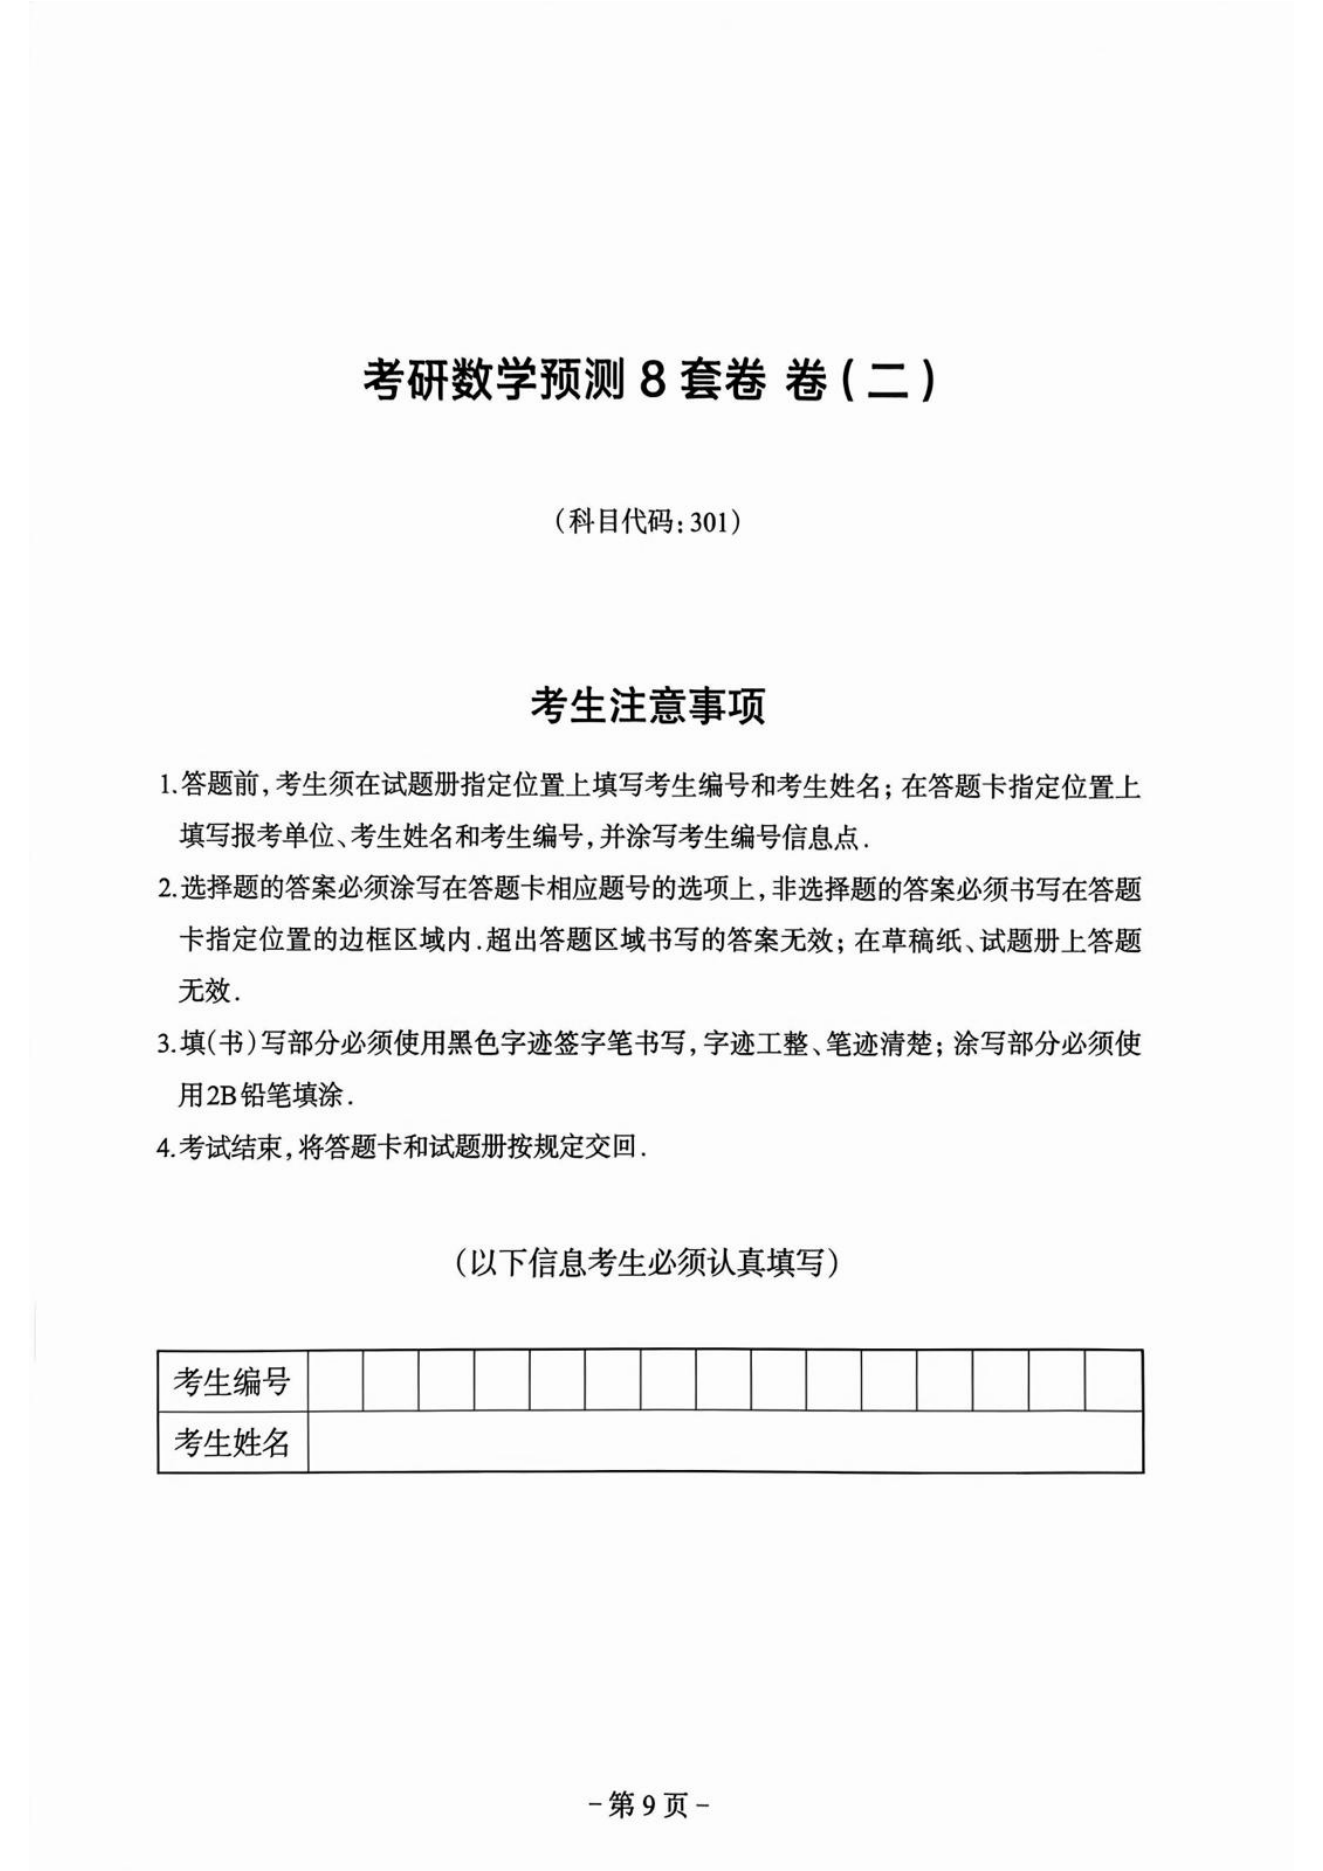 考研数学预测 8 套卷 卷(二)
(科目代码:301)
考生注意事项
1.答题前,考生须在试题册指定位置上填写考生编号和考生姓名;在答题卡指定位置上
填写报考单位、考生姓名和考生编号,并涂写考生编号信息点.
2.选择题的答案必须涂写在答题卡相应题号的选项上,非选择题的答案必须书写在答题
卡指定位置的边框区域内.超出答题区域书写的答案无效;在草稿纸、试题册上答题
无效.
3.填(书)写部分必须使用黑色字迹签字笔书写,字迹工整、笔迹清楚;涂写部分必须使
用2B铅笔填涂.
4.考试结束,将答题卡和试题册按规定交回.
(以下信息考生必须认真填写)
考生编号
考生姓名
-第 9 页-